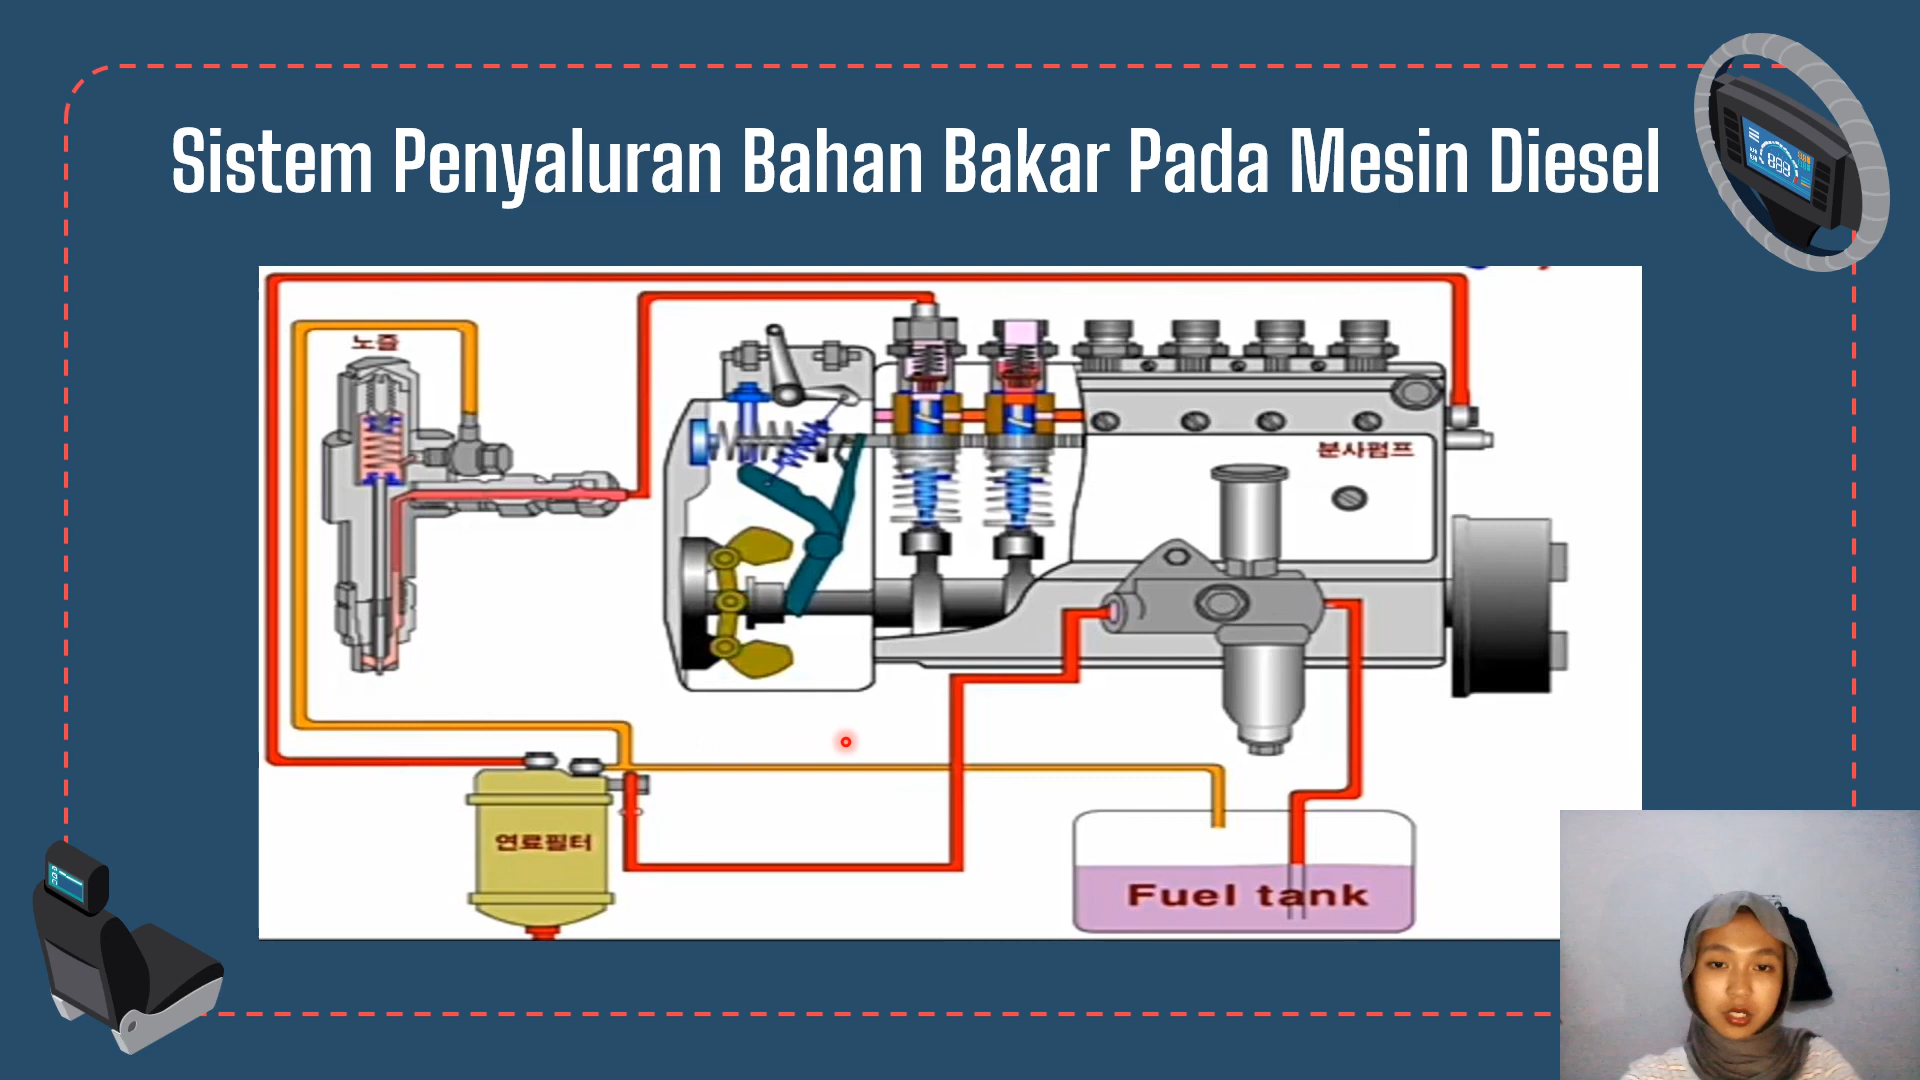 Sistem Penyaluran Bahan Bakar Pada Mesin Diesel
노즐
분사펌프
연료필터
Fuel tank